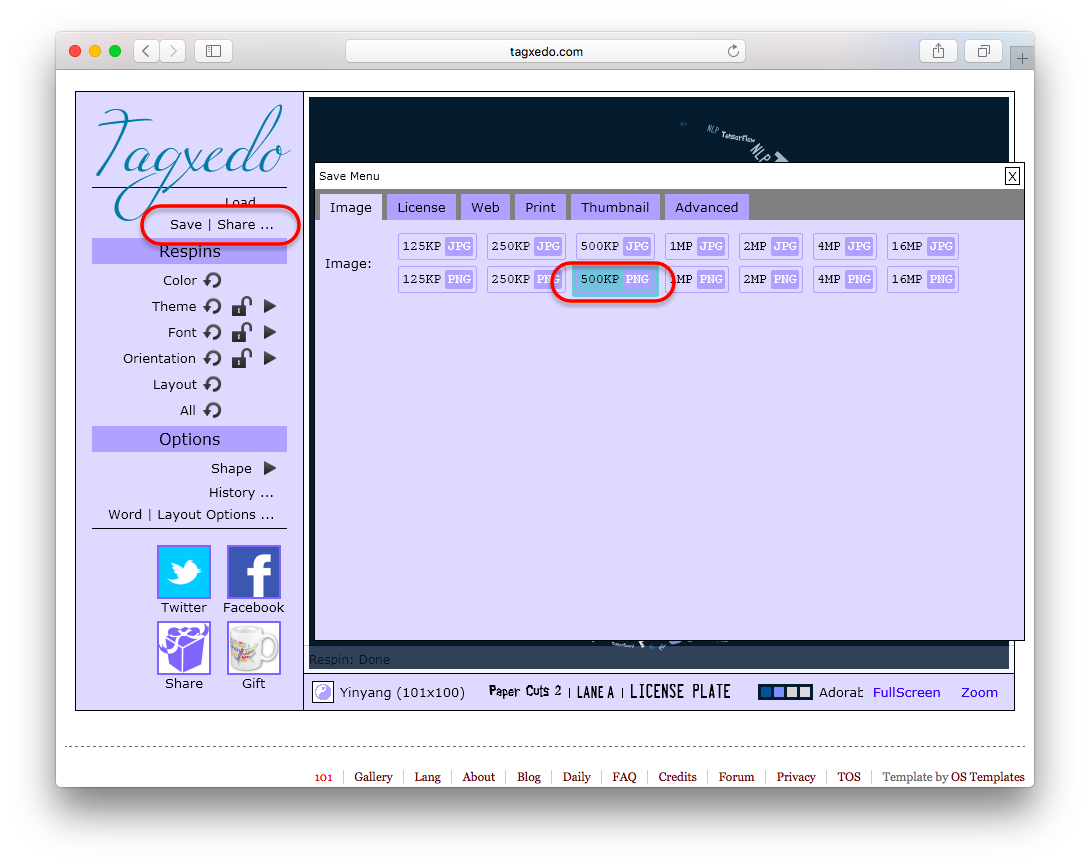 tagxedo.com
Tagxedo
Load
Save | Share ...
Respins
Color
Theme
Font
Orientation
Layout
All
Options
Shape
History ...
Word | Layout Options ...
Twitter
Facebook
Share
Gift
NLP TensorFlow
NLP
Save Menu
X
Image License Web Print Thumbnail Advanced
Image:
125KP JPG 250KP JPG 500KP JPG 1MP JPG 2MP JPG 4MP JPG 16MP JPG
125KP PNG 250KP PNG 500KP PNG 1MP PNG 2MP PNG 4MP PNG 16MP PNG
Respin: Done
Yinyang (101x100) Paper Cuts 2 | LANE A | LICENSE PLATE Adorat FullScreen Zoom
101 Gallery Lang About Blog Daily FAQ Credits Forum Privacy TOS Template by OS Templates